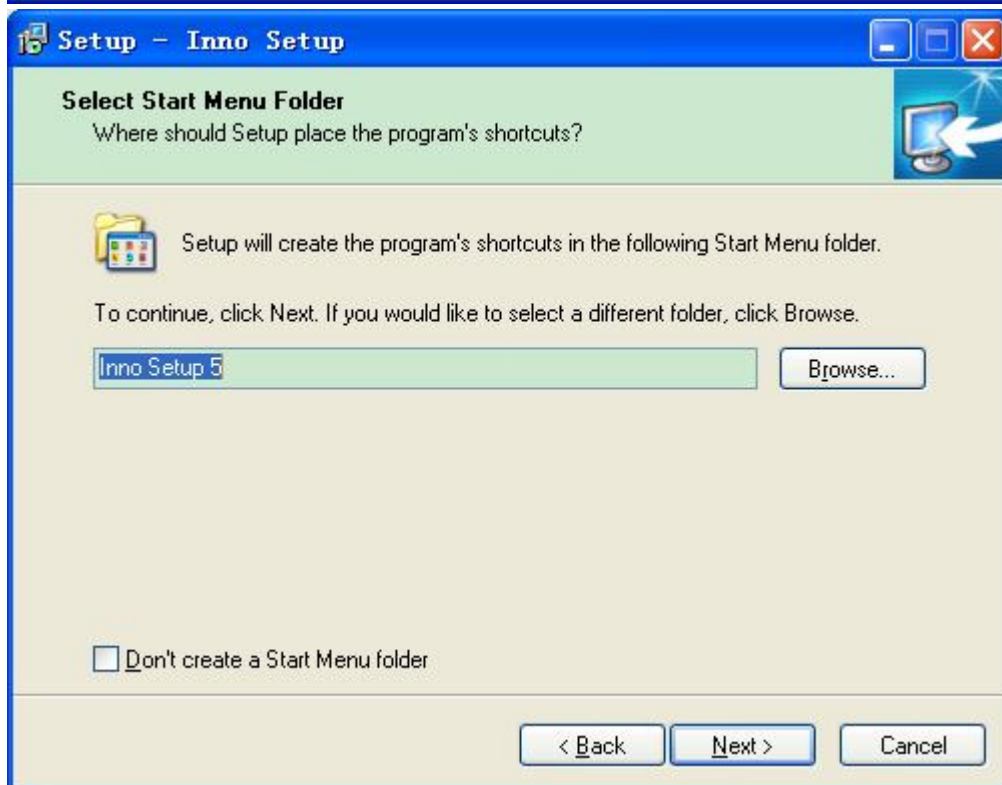 Setup - Inno Setup
Select Start Menu Folder
Where should Setup place the program's shortcuts?
Setup will create the program's shortcuts in the following Start Menu folder.
To continue, click Next. If you would like to select a different folder, click Browse.
Inno Setup 5
Browse...
Don't create a Start Menu folder
< Back
Next >
Cancel